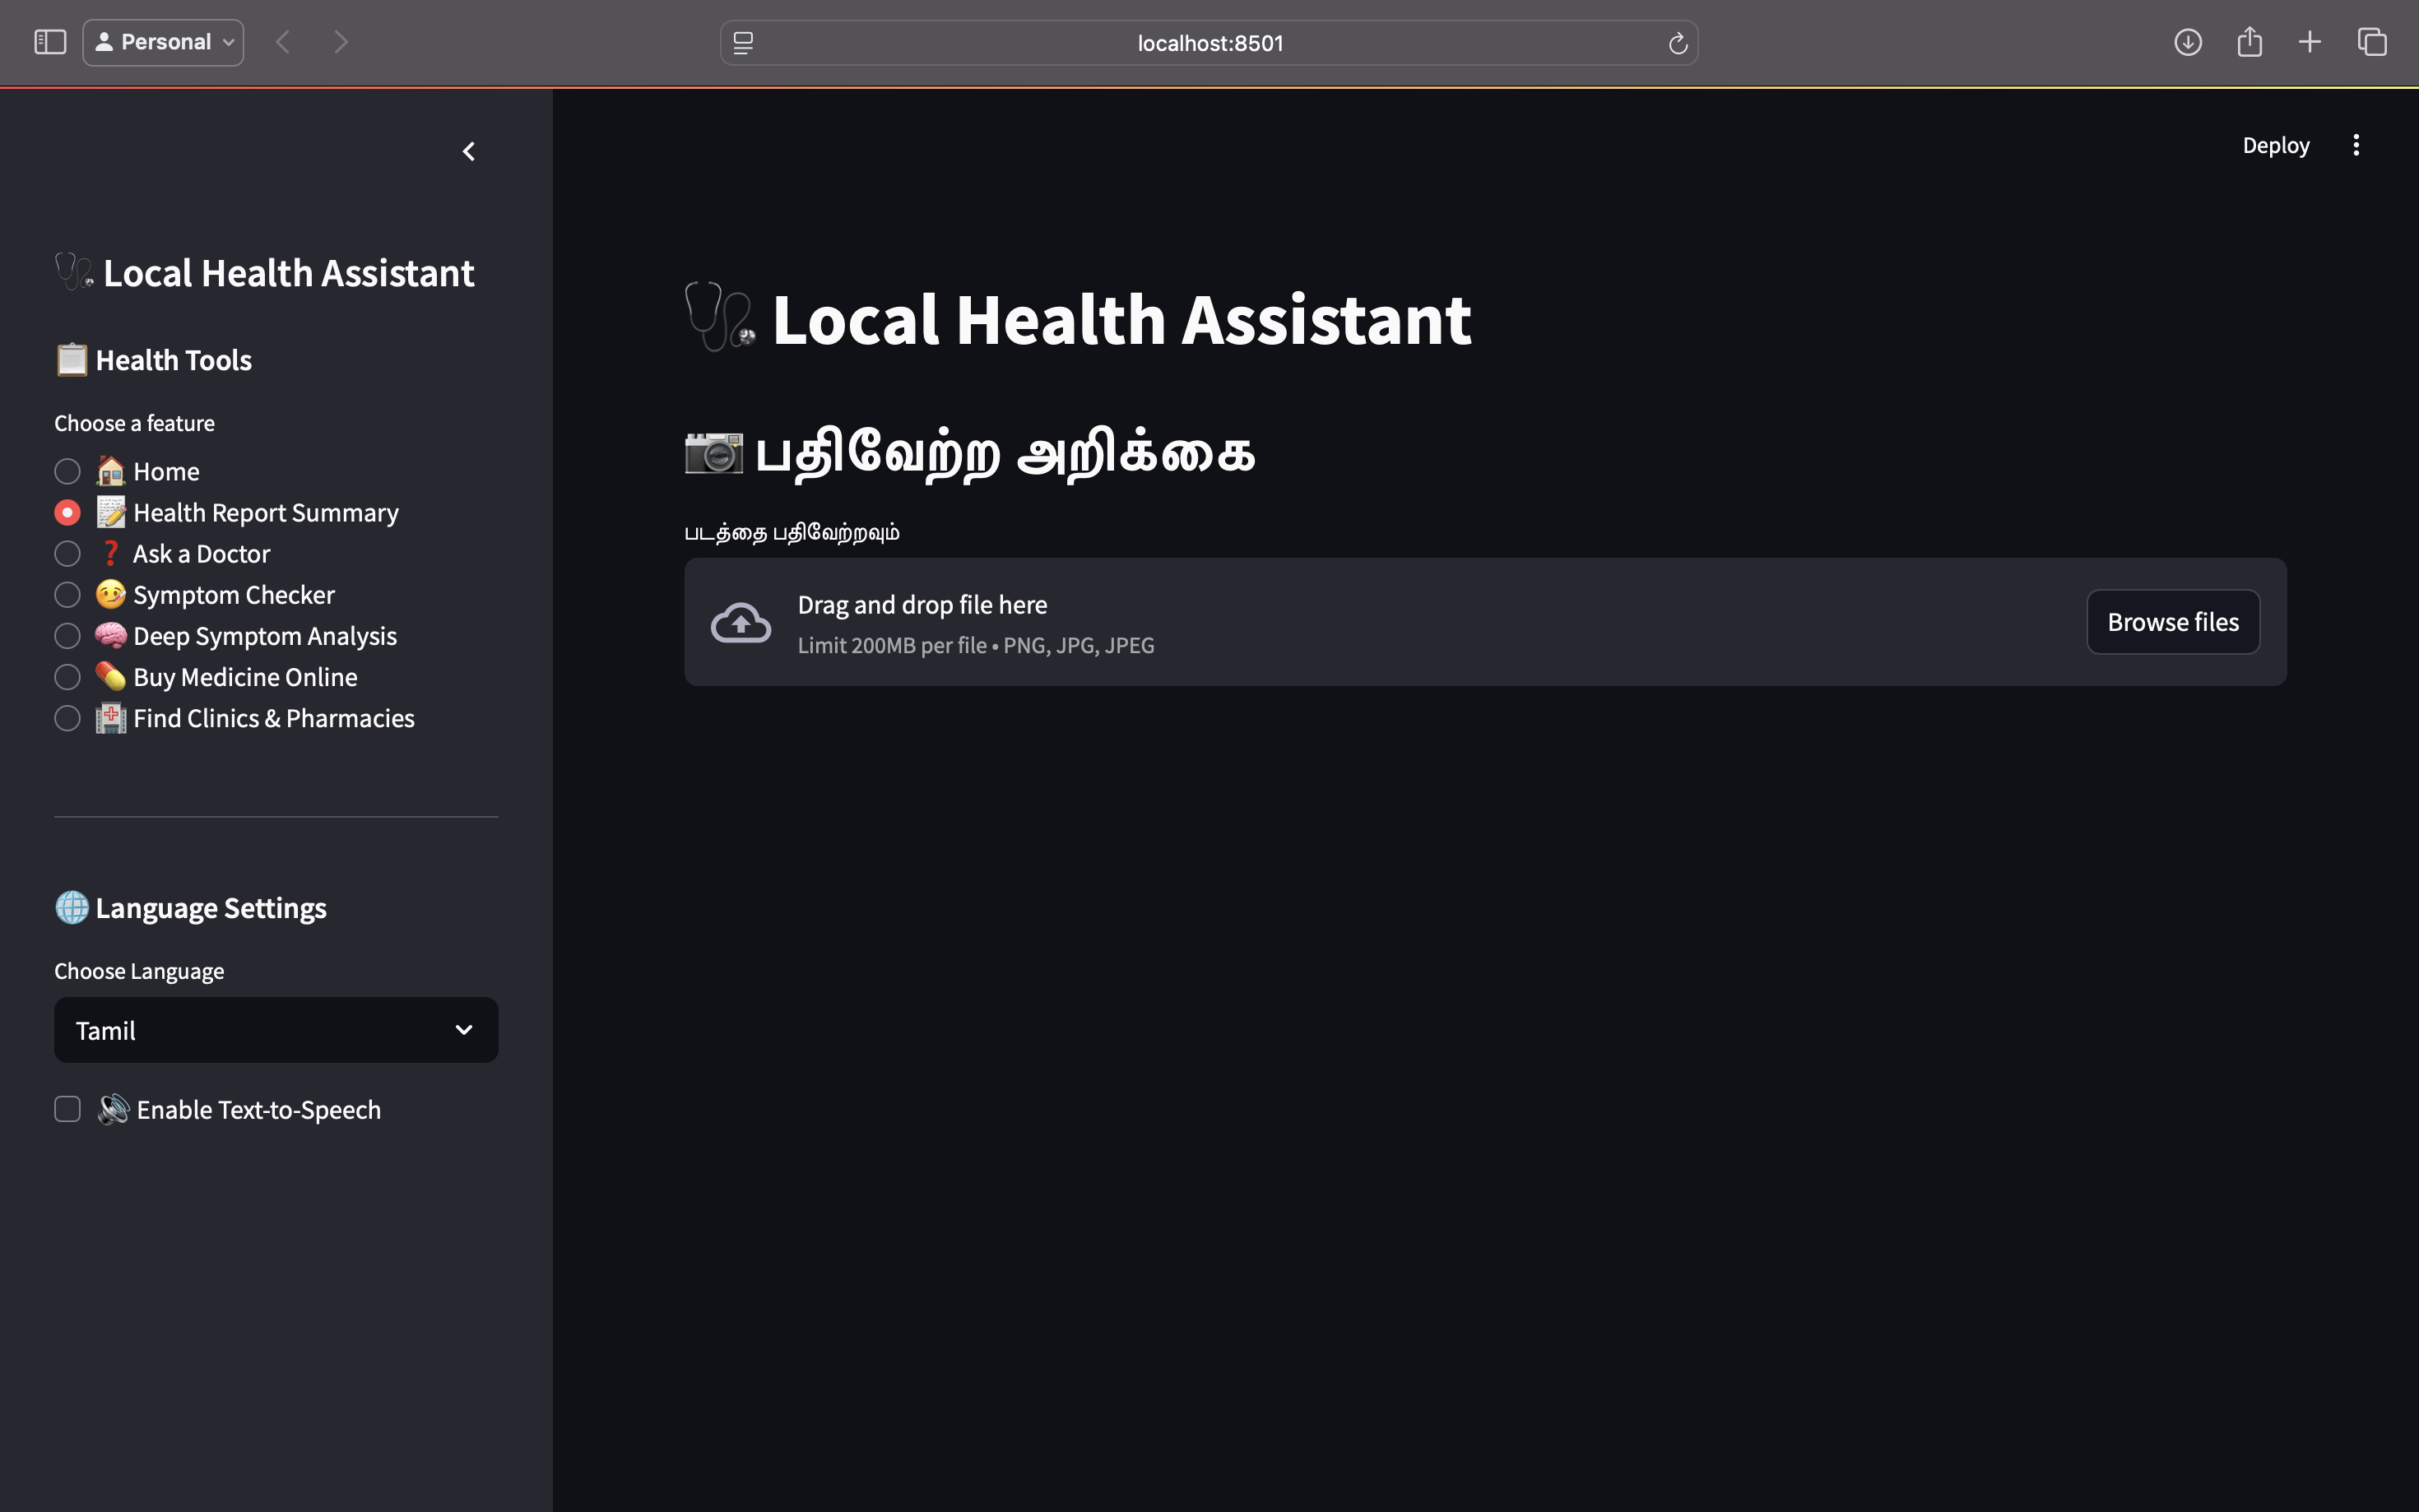 Personal
localhost:8501
Deploy
Local Health Assistant
Health Tools
Choose a feature
Home
Health Report Summary
Ask a Doctor
Symptom Checker
Deep Symptom Analysis
Buy Medicine Online
Find Clinics & Pharmacies
Language Settings
Choose Language
Tamil
Enable Text-to-Speech
Local Health Assistant
பதிவேற்ற அறிக்கை
படத்தை பதிவேற்றவும்
Drag and drop file here
Limit 200MB per file • PNG, JPG, JPEG
Browse files